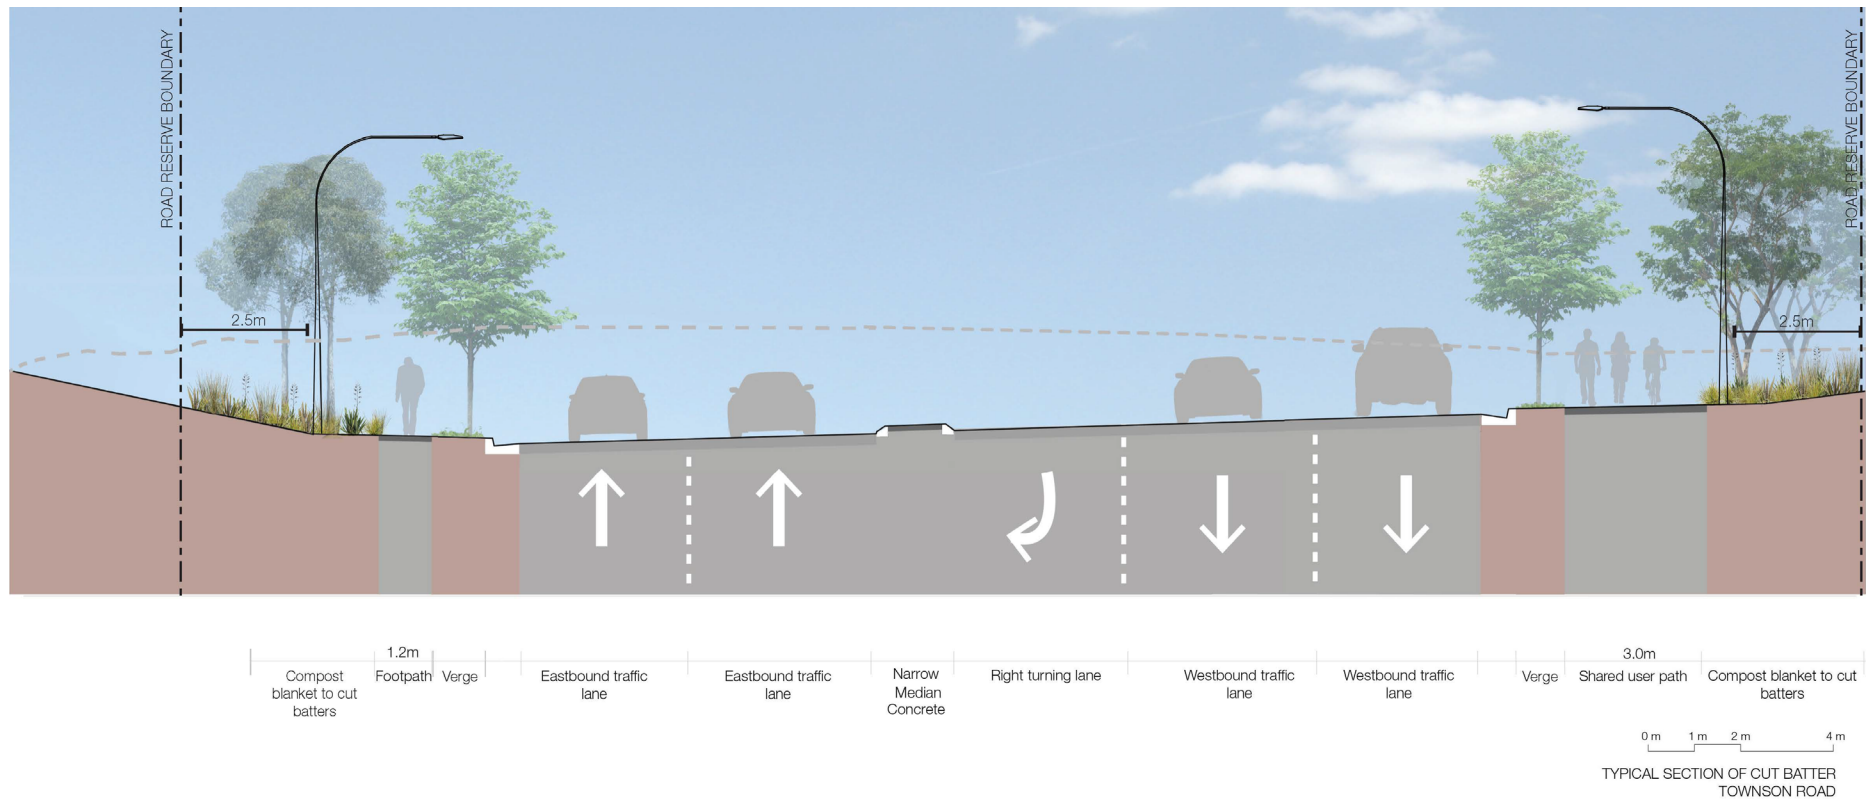 ROAD RESERVE BOUNDARY
ROAD RESERVE BOUNDARY
2.5m
2.5m
1.2m
3.0m
Compost
blanket to cut
batters
Footpath
Verge
Eastbound traffic
lane
Eastbound traffic
lane
Narrow
Median
Concrete
Right turning lane
Westbound traffic
lane
Westbound traffic
lane
Verge
Shared user path
Compost blanket to cut
batters
0 m 1 m 2 m 4 m
TYPICAL SECTION OF CUT BATTER
TOWNSON ROAD